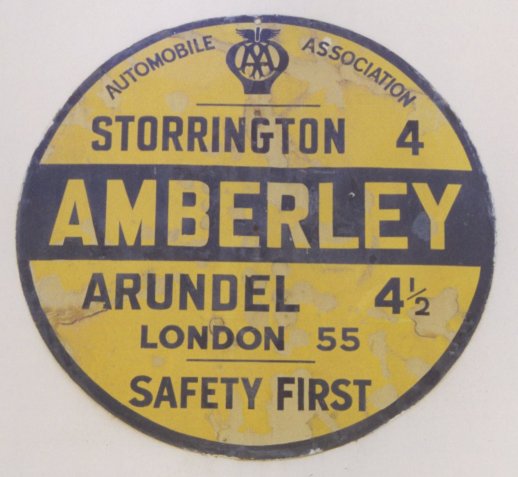 AUTOMOBILE AA ASSOCIATION
STORRINGTON 4
AMBERLEY
ARUNDEL 4½
LONDON 55
SAFETY FIRST